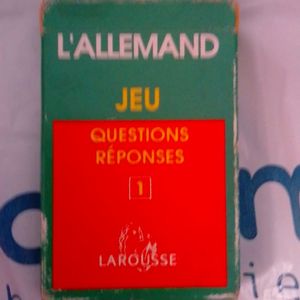 L'ALLEMAND
JEU
QUESTIONS
RÉPONSES
1
LAROUSSE